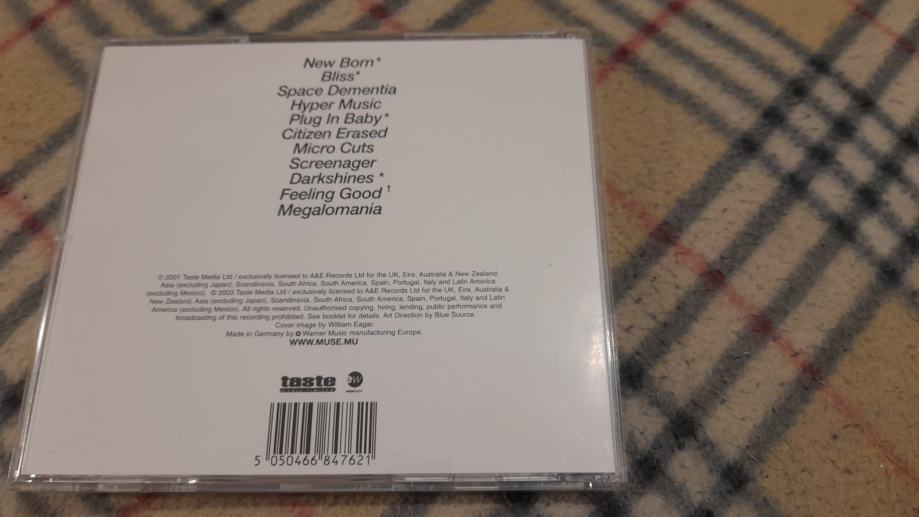 New Born*
Bliss*
Space Dementia
Hyper Music
Plug In Baby*
Citizen Erased
Micro Cuts
Screenager
Darkshines *
Feeling Good †
Megalomania
℗ 2001 Taste Media Ltd / exclusively licensed to A&E Records Ltd for the UK, Eire, Australia & New Zealand,
Asia (excluding Japan), Scandinavia, South Africa, South America, Spain, Portugal, Italy and Latin America
(excluding Mexico). © 2003 Taste Media Ltd / exclusively licensed to A&E Records Ltd for the UK, Eire, Australia &
New Zealand, Asia (excluding Japan), Scandinavia, South Africa, South America, Spain, Portugal, Italy and Latin
America (excluding Mexico). All rights reserved. Unauthorised copying, hiring, lending, public performance and
broadcasting of this recording prohibited. See booklet for details. Art Direction by Blue Source.
Cover image by William Eagar.
Made in Germany by Warner Music manufacturing Europe.
WWW.MUSE.MU
taste
ew
5 050466 847621